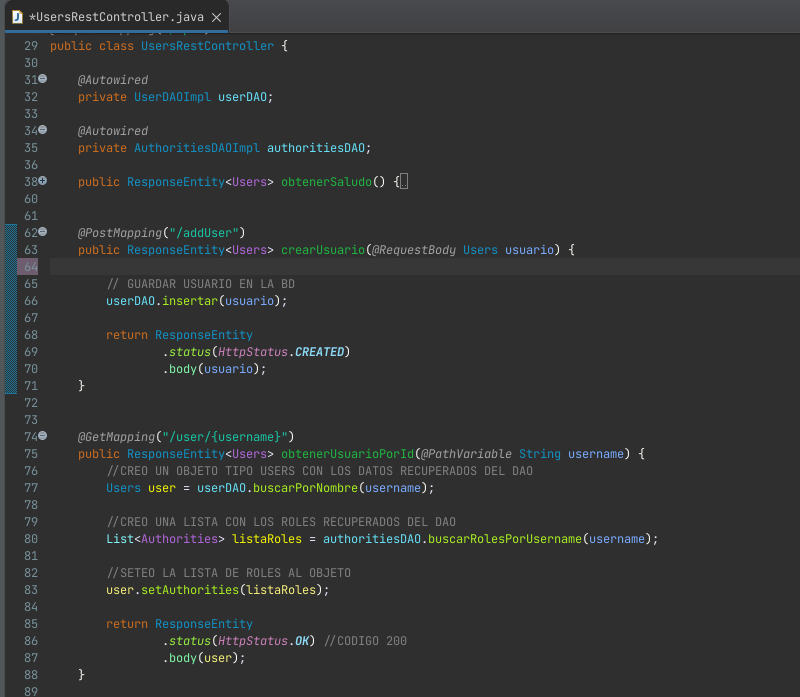 *UsersRestController.java
29 public class UsersRestController {
30
31 @Autowired
32 private UserDAOImpl userDAO;
33
34 @Autowired
35 private AuthoritiesDAOImpl authoritiesDAO;
36
38 public ResponseEntity<Users> obtenerSaludo() {
60
61
62 @PostMapping("/addUser")
63 public ResponseEntity<Users> crearUsuario(@RequestBody Users usuario) {
64
65 // GUARDAR USUARIO EN LA BD
66 userDAO.insertar(usuario);
67
68 return ResponseEntity
69 .status(HttpStatus.CREATED)
70 .body(usuario);
71 }
72
73
74 @GetMapping("/user/{username}")
75 public ResponseEntity<Users> obtenerUsuarioPorId(@PathVariable String username) {
76 //CREO UN OBJETO TIPO USERS CON LOS DATOS RECUPERADOS DEL DAO
77 Users user = userDAO.buscarPorNombre(username);
78
79 //CREO UNA LISTA CON LOS ROLES RECUPERADOS DEL DAO
80 List<Authorities> listaRoles = authoritiesDAO.buscarRolesPorUsername(username);
81
82 //SETEO LA LISTA DE ROLES AL OBJETO
83 user.setAuthorities(listaRoles);
84
85 return ResponseEntity
86 .status(HttpStatus.OK) //CODIGO 200
87 .body(user);
88 }
89